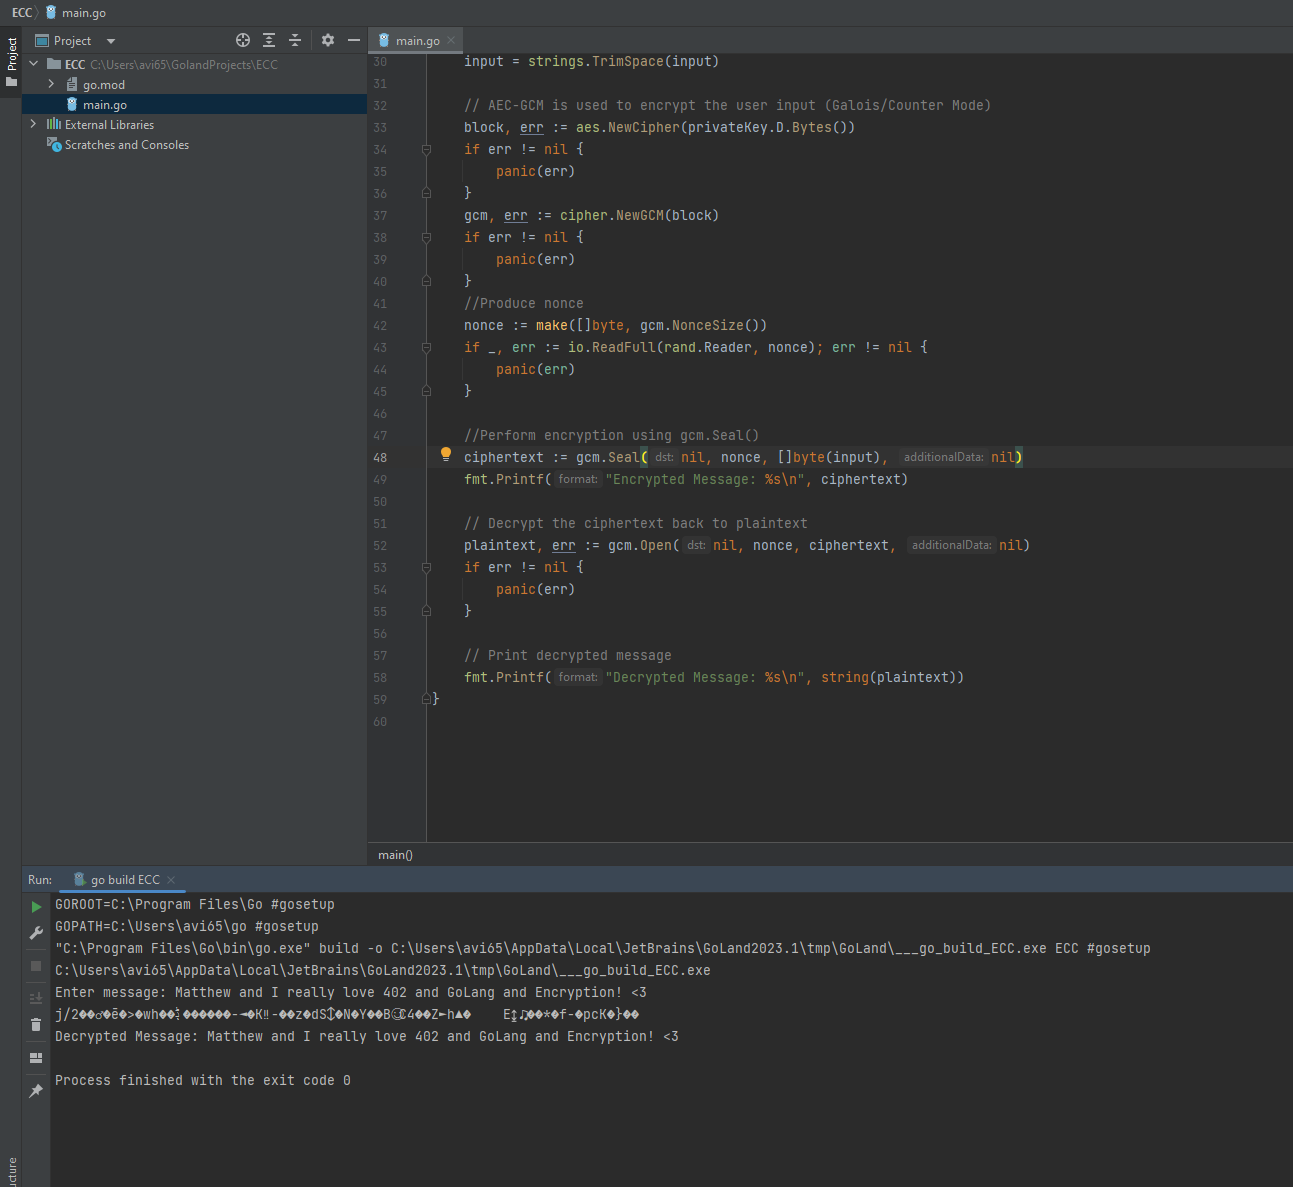 ECC main.go
Project
Project
main.go
ECC C:\Users\avi65\GolandProjects\ECC
go.mod
main.go
External Libraries
Scratches and Consoles
30 input = strings.TrimSpace(input)
31
32 // AEC-GCM is used to encrypt the user input (Galois/Counter Mode)
33 block, err := aes.NewCipher(privateKey.D.Bytes())
34 if err != nil {
35 panic(err)
36 }
37 gcm, err := cipher.NewGCM(block)
38 if err != nil {
39 panic(err)
40 }
41 //Produce nonce
42 nonce := make([]byte, gcm.NonceSize())
43 if _, err := io.ReadFull(rand.Reader, nonce); err != nil {
44 panic(err)
45 }
46
47 //Perform encryption using gcm.Seal()
48 ciphertext := gcm.Seal( dst: nil, nonce, []byte(input), additionalData: nil)
49 fmt.Printf( format: "Encrypted Message: %s\n", ciphertext)
50
51 // Decrypt the ciphertext back to plaintext
52 plaintext, err := gcm.Open( dst: nil, nonce, ciphertext, additionalData: nil)
53 if err != nil {
54 panic(err)
55 }
56
57 // Print decrypted message
58 fmt.Printf( format: "Decrypted Message: %s\n", string(plaintext))
59 }
60
main()
Run: go build ECC
GOROOT=C:\Program Files\Go #gosetup
GOPATH=C:\Users\avi65\go #gosetup
"C:\Program Files\Go\bin\go.exe" build -o C:\Users\avi65\AppData\Local\JetBrains\GoLand2023.1\tmp\GoLand\___go_build_ECC.exe ECC #gosetup
C:\Users\avi65\AppData\Local\JetBrains\GoLand2023.1\tmp\GoLand\___go_build_ECC.exe
Enter message: Matthew and I really love 402 and GoLang and Encryption! <3
Decrypted Message: Matthew and I really love 402 and GoLang and Encryption! <3
Process finished with the exit code 0
ucture